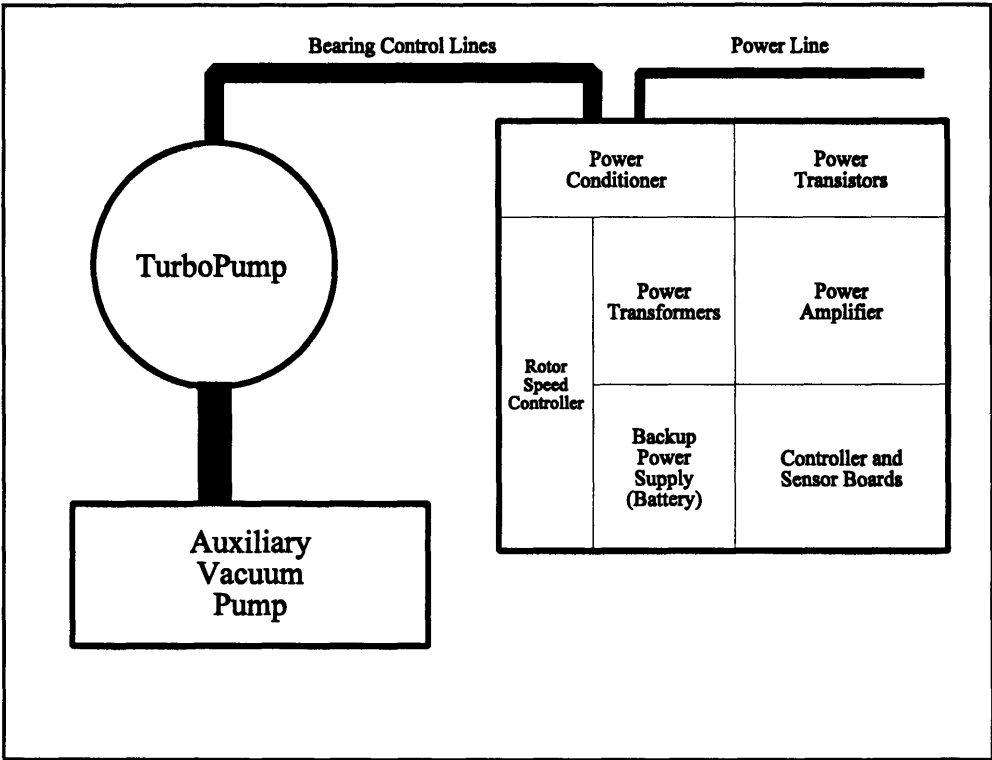 Bearing Control Lines
Power Line
TurboPump
Auxiliary
Vacuum
Pump
Power
Conditioner
Power
Transistors
Rotor
Speed
Controller
Power
Transformers
Power
Amplifier
Backup
Power
Supply
(Battery)
Controller and
Sensor Boards